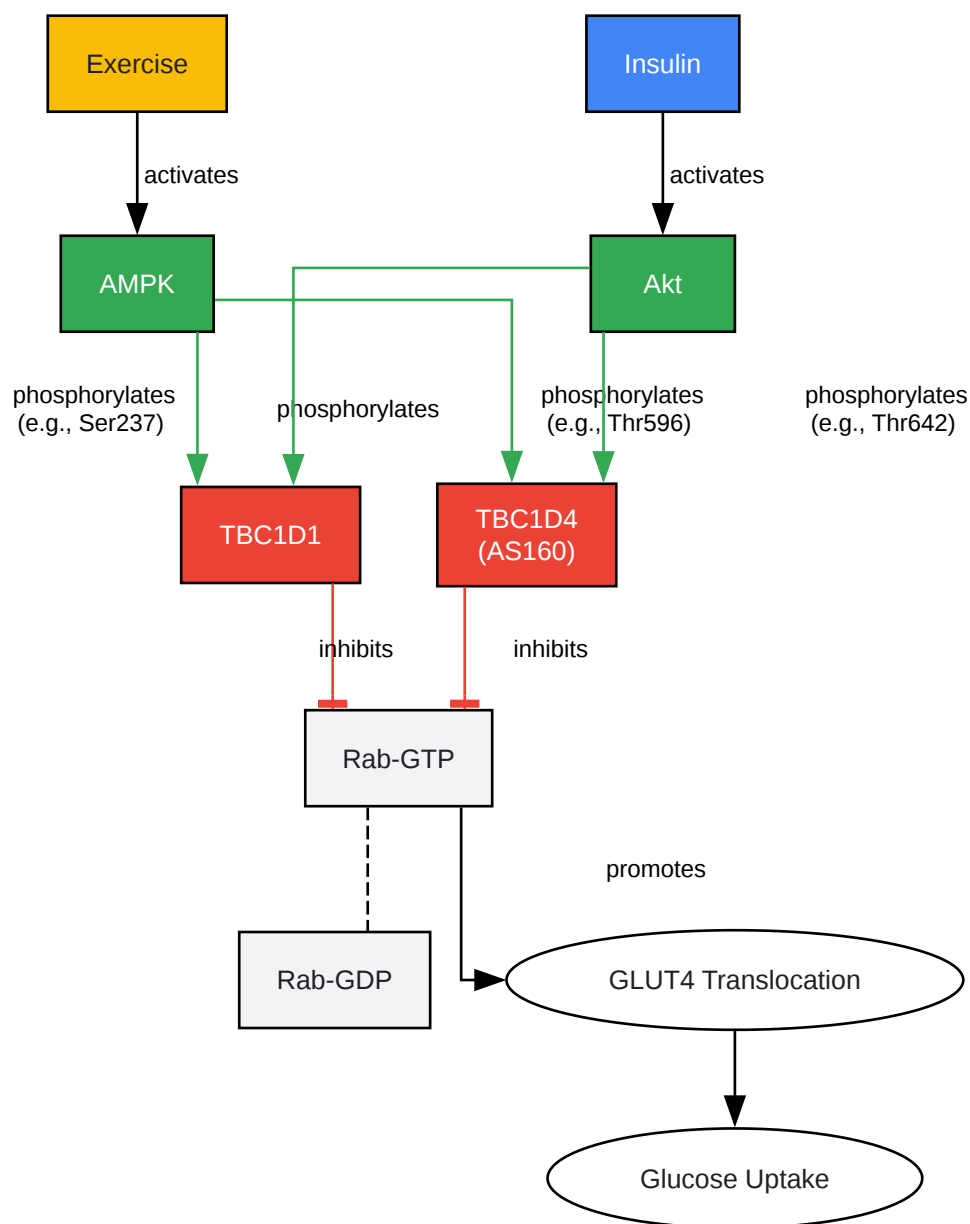 Exercise
Insulin
activates
activates
AMPK
Akt
phosphorylates
(e.g., Ser237)
phosphorylates
phosphorylates
(e.g., Thr596)
phosphorylates
(e.g., Thr642)
TBC1D1
TBC1D4
(AS160)
inhibits
inhibits
Rab-GTP
promotes
Rab-GDP
GLUT4 Translocation
Glucose Uptake